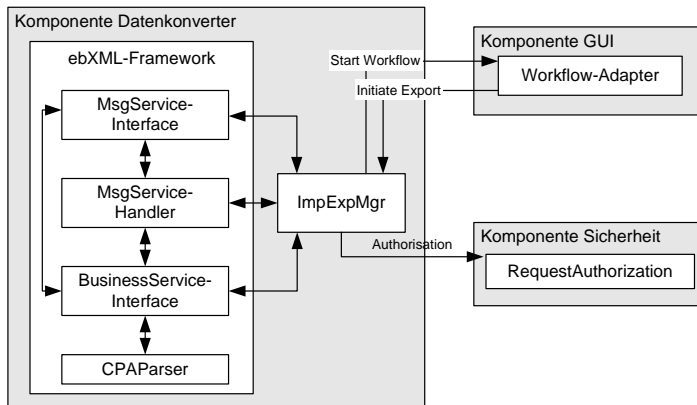 Komponente Datenkonverter
ebXML-Framework
MsgService-
Interface
MsgService-
Handler
BusinessService-
Interface
CPAParser
ImpExpMgr
Start Workflow
Initiate Export
Authorisation
Komponente GUI
Workflow-Adapter
Komponente Sicherheit
RequestAuthorization